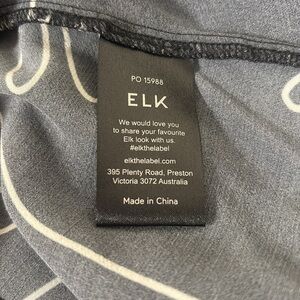 PO 15988
ELK
We would love you
to share your favourite
Elk look with us.
#elkthelabel
elkthelabel.com
395 Plenty Road, Preston
Victoria 3072 Australia
Made in China